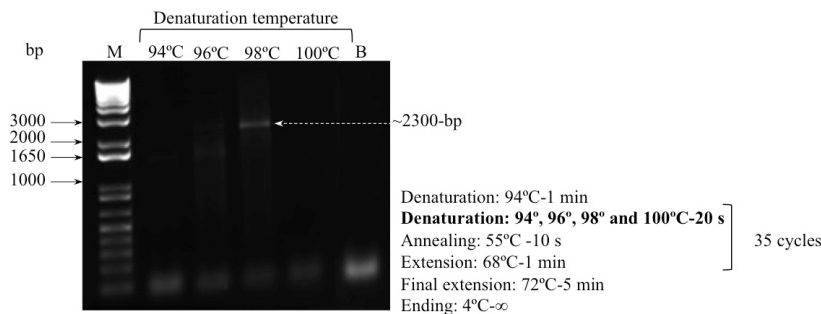 Denaturation temperature
bp M 94ºC 96ºC 98ºC 100ºC B
3000
~2300-bp
2000
1650
1000
Denaturation: 94ºC-1 min
Denaturation: 94º, 96º, 98º and 100ºC-20 s
Annealing: 55ºC -10 s
35 cycles
Extension: 68ºC-1 min
Final extension: 72ºC-5 min
Ending: 4ºC-∞